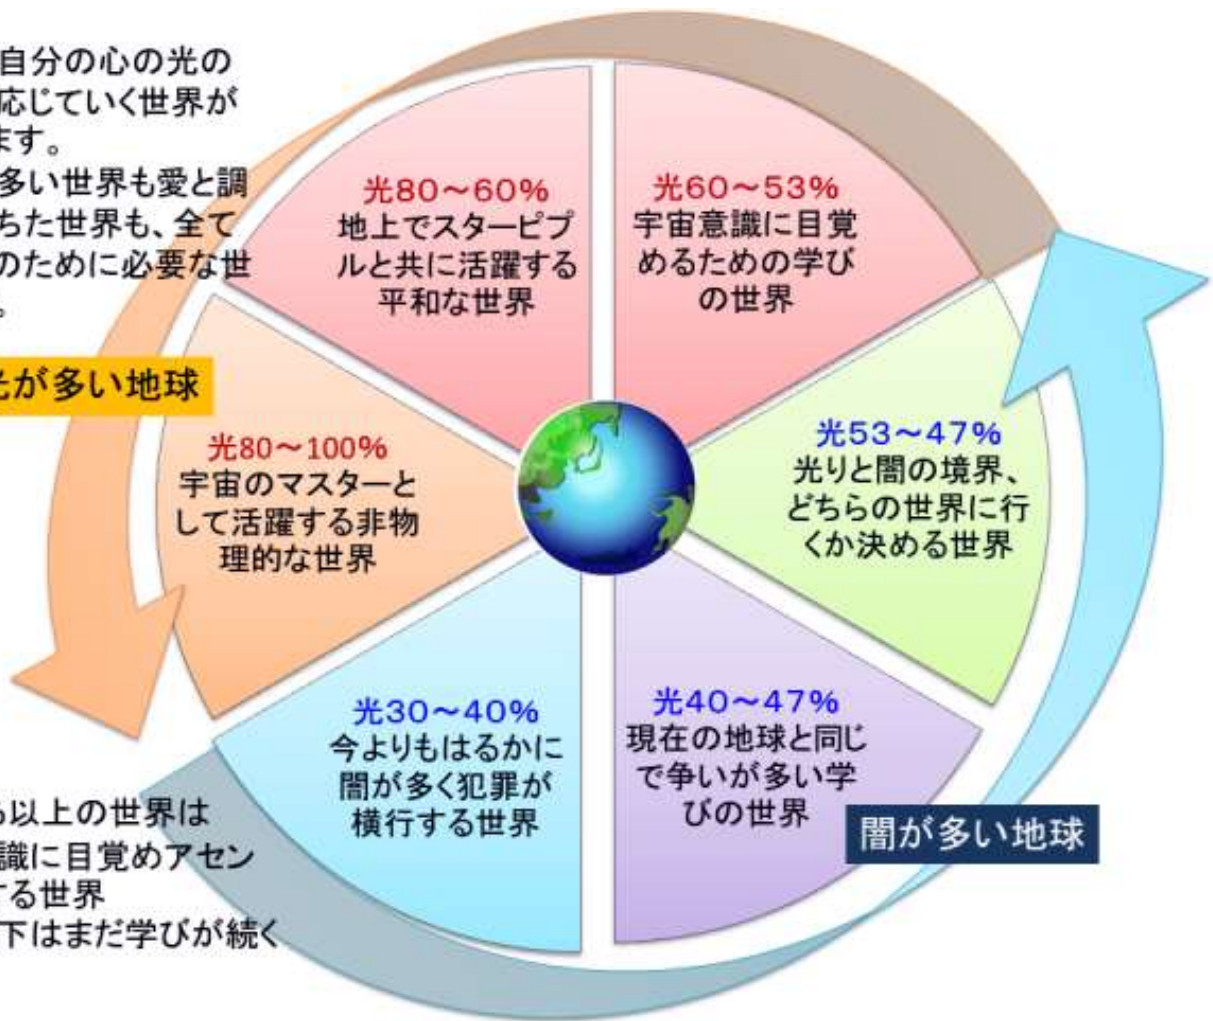 自分の心の光の
応じていく世界が
ます。
多い世界も愛と調
ちた世界も、全て
のために必要な世
。
光が多い地球
光80～60%
地上でスターピプ
ルと共に活躍する
平和な世界
光60～53%
宇宙意識に目覚
めるための学び
の世界
光80～100%
宇宙のマスターと
して活躍する非物
理的な世界
光53～47%
光りと闇の境界、
どちらの世界に行
くか決める世界
光30～40%
今よりもはるかに
闇が多く犯罪が
横行する世界
光40～47%
現在の地球と同じ
で争いが多い学
びの世界
闇が多い地球
%以上の世界は
識に目覚めアセン
する世界
下はまだ学びが続く